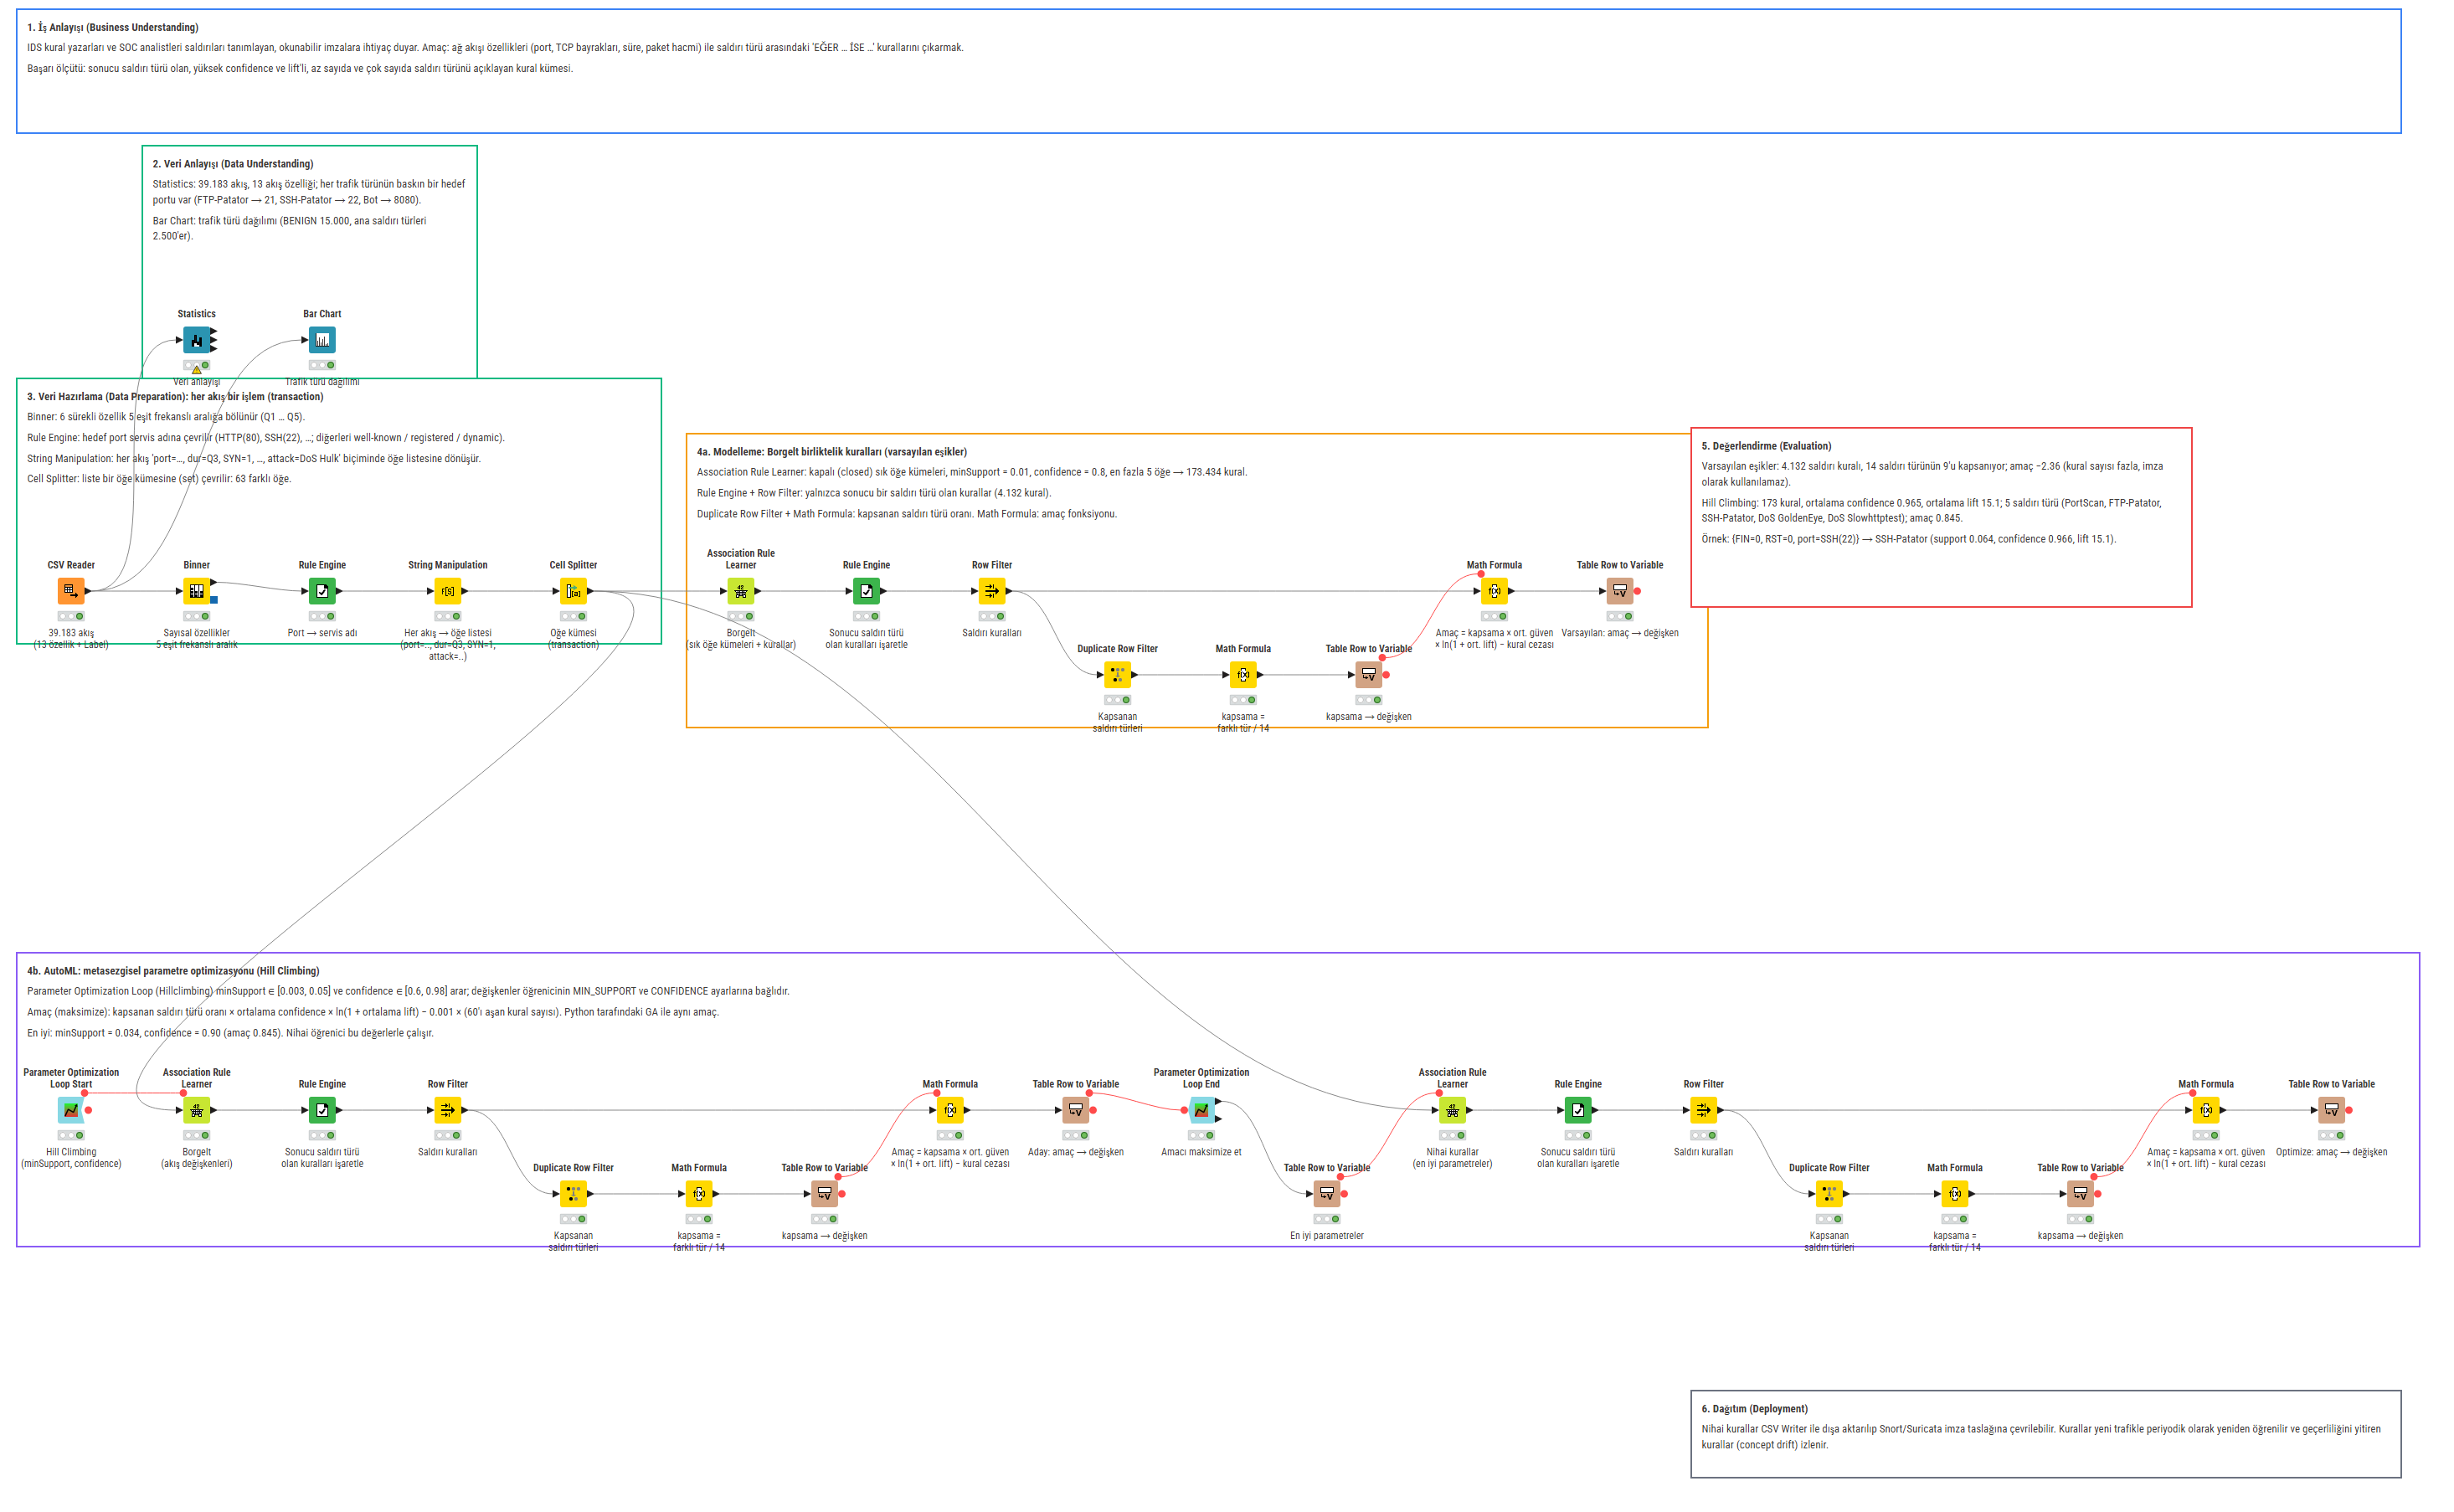 1. İş Anlayışı (Business Understanding)
IDS kural yazarları ve SOC analistleri saldırıları tanımlayan, okunabilir imzalara ihtiyaç duyar. Amaç: ağ akışı özellikleri (port, TCP bayrakları, süre, paket hacmi) ile saldırı türü arasındaki 'EĞER … İSE …' kurallarını çıkarmak.
Başarı ölçütü: sonucu saldırı türü olan, yüksek confidence ve lift'li, az sayıda ve çok sayıda saldırı türünü açıklayan kural kümesi.
2. Veri Anlayışı (Data Understanding)
Statistics: 39.183 akış, 13 akış özelliği; her trafik türünün baskın bir hedef
portu var (FTP-Patator → 21, SSH-Patator → 22, Bot → 8080).
Bar Chart: trafik türü dağılımı (BENIGN 15.000, ana saldırı türleri
2.500'er).
Statistics
Bar Chart
Veri anlayışı
Trafik türü dağılımı
3. Veri Hazırlama (Data Preparation): her akış bir işlem (transaction)
Binner: 6 sürekli özellik 5 eşit frekanslı aralığa bölünür (Q1 … Q5).
Rule Engine: hedef port servis adına çevrilir (HTTP(80), SSH(22), …; diğerleri well-known / registered / dynamic).
String Manipulation: her akış 'port=…, dur=Q3, SYN=1, …, attack=DoS Hulk' biçiminde öğe listesine dönüşür.
Cell Splitter: liste bir öğe kümesine (set) çevrilir: 63 farklı öğe.
CSV Reader
Binner
Rule Engine
String Manipulation
Cell Splitter
39.183 akış
(13 özellik + Label)
Sayısal özellikler
5 eşit frekanslı aralık
Port → servis adı
Her akış → öğe listesi
(port=.., dur=Q3, SYN=1,
attack=..)
Öğe kümesi
(transaction)
4a. Modelleme: Borgelt birliktelik kuralları (varsayılan eşikler)
Association Rule Learner: kapalı (closed) sık öğe kümeleri, minSupport = 0.01, confidence = 0.8, en fazla 5 öğe → 173.434 kural.
Rule Engine + Row Filter: yalnızca sonucu bir saldırı türü olan kurallar (4.132 kural).
Duplicate Row Filter + Math Formula: kapsanan saldırı türü oranı. Math Formula: amaç fonksiyonu.
Association Rule
Learner
Rule Engine
Row Filter
Math Formula
Table Row to Variable
Borgelt
(sık öğe kümeleri + kurallar)
Sonucu saldırı türü
olan kuralları işaretle
Saldırı kuralları
Amaç = kapsama × ort. güven
× ln(1 + ort. lift) − kural cezası
Varsayılan: amaç → değişken
Duplicate Row Filter
Math Formula
Table Row to Variable
Kapsanan
saldırı türleri
kapsama =
farklı tür / 14
kapsama → değişken
5. Değerlendirme (Evaluation)
Varsayılan eşikler: 4.132 saldırı kuralı, 14 saldırı türünün 9'u kapsanıyor; amaç −2.36 (kural sayısı fazla, imza
olarak kullanılamaz).
Hill Climbing: 173 kural, ortalama confidence 0.965, ortalama lift 15.1; 5 saldırı türü (PortScan, FTP-Patator,
SSH-Patator, DoS GoldenEye, DoS Slowhttptest); amaç 0.845.
Örnek: {FIN=0, RST=0, port=SSH(22)} → SSH-Patator (support 0.064, confidence 0.966, lift 15.1).
4b. AutoML: metasezgisel parametre optimizasyonu (Hill Climbing)
Parameter Optimization Loop (Hillclimbing) minSupport ∈ [0.003, 0.05] ve confidence ∈ [0.6, 0.98] arar; değişkenler öğrenicinin MIN_SUPPORT ve CONFIDENCE ayarlarına bağlıdır.
Amaç (maksimize): kapsanan saldırı türü oranı × ortalama confidence × ln(1 + ortalama lift) − 0.001 × (60'ı aşan kural sayısı). Python tarafındaki GA ile aynı amaç.
En iyi: minSupport = 0.034, confidence = 0.90 (amaç 0.845). Nihai öğrenici bu değerlerle çalışır.
Parameter Optimization
Loop Start
Association Rule
Learner
Rule Engine
Row Filter
Math Formula
Table Row to Variable
Parameter Optimization
Loop End
Association Rule
Learner
Rule Engine
Row Filter
Math Formula
Table Row to Variable
Hill Climbing
(minSupport, confidence)
Borgelt
(akış değişkenleri)
Sonucu saldırı türü
olan kuralları işaretle
Saldırı kuralları
Amaç = kapsama × ort. güven
× ln(1 + ort. lift) − kural cezası
Aday: amaç → değişken
Amacı maksimize et
Nihai kurallar
(en iyi parametreler)
Sonucu saldırı türü
olan kuralları işaretle
Saldırı kuralları
Amaç = kapsama × ort. güven
× ln(1 + ort. lift) − kural cezası
Optimize: amaç → değişken
Duplicate Row Filter
Math Formula
Table Row to Variable
Table Row to Variable
Duplicate Row Filter
Math Formula
Table Row to Variable
Kapsanan
saldırı türleri
kapsama =
farklı tür / 14
kapsama → değişken
En iyi parametreler
Kapsanan
saldırı türleri
kapsama =
farklı tür / 14
kapsama → değişken
6. Dağıtım (Deployment)
Nihai kurallar CSV Writer ile dışa aktarılıp Snort/Suricata imza taslağına çevrilebilir. Kurallar yeni trafikle periyodik olarak yeniden öğrenilir ve geçerliliğini yitiren
kurallar (concept drift) izlenir.